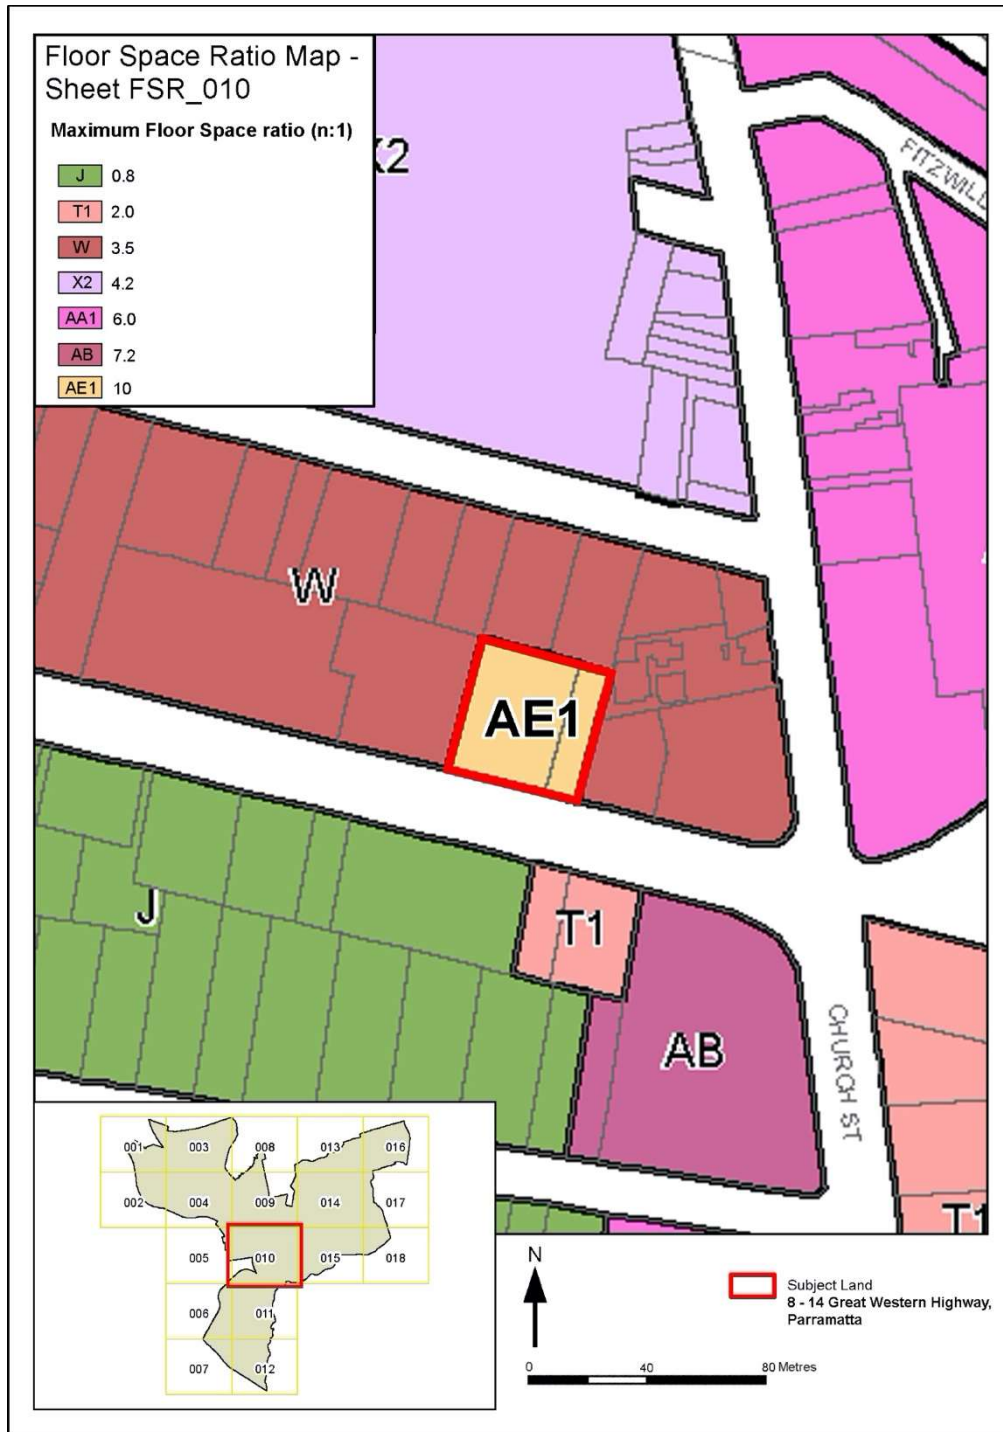 Floor Space Ratio Map -
Sheet FSR_010
Maximum Floor Space ratio (n:1)
J 0.8
T1 2.0
W 3.5
X2 4.2
AA1 6.0
AB 7.2
AE1 10
X2
FITZWILL
W
AE1
J
T1
AB
CHURCH ST
T1
001 003 008 013 016
002 004 009 014 017
005 010 015 018
006 011
007 012
N
0 40 80 Metres
Subject Land
8 - 14 Great Western Highway,
Parramatta